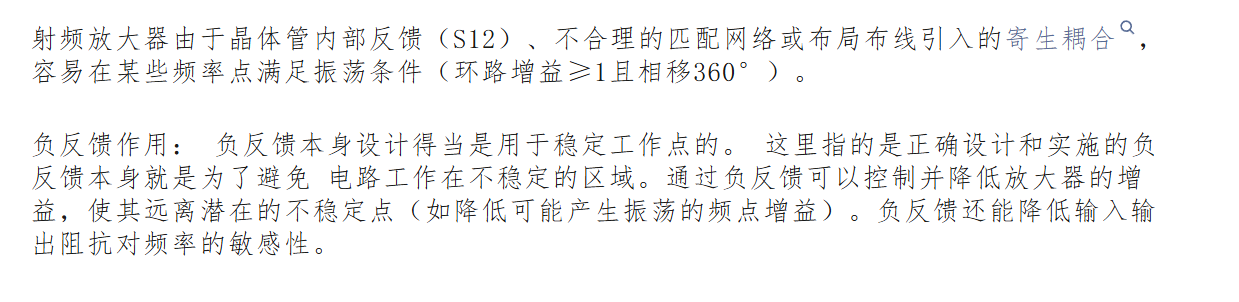 射频放大器由于晶体管内部反馈（S12）、不合理的匹配网络或布局布线引入的寄生耦合，
容易在某些频率点满足振荡条件（环路增益≥1且相移360°）。
负反馈作用： 负反馈本身设计得当是用于稳定工作点的。 这里指的是正确设计和实施的负
反馈本身就是为了避免 电路工作在不稳定的区域。通过负反馈可以控制并降低放大器的增
益，使其远离潜在的不稳定点（如降低可能产生振荡的频点增益）。负反馈还能降低输入输
出阻抗对频率的敏感性。